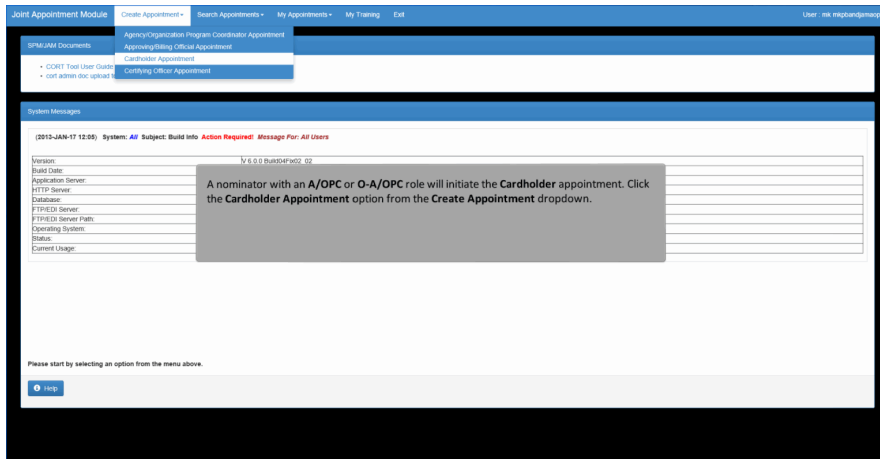 Joint Appointment Module Create Appointment Search Appointments My Appointments My Training Exit User : mk mkpbandjamaop
Agency/Organization Program Coordinator Appointment
SPM/JAM Documents
Approving/Billing Official Appointment
Cardholder Appointment
• CORT Tool User Guide
Certifying Officer Appointment
• cort admin doc upload t
System Messages
(2013-JAN-17 12:05) System: All Subject: Build Info Action Required! Message For: All Users
Version: V 6.0.0 Build04Fix02_02
Build Date:
Application Server:
HTTP Server:
Database:
FTP/EDI Server:
FTP/EDI Server Path:
Operating System:
Status:
Current Usage:
A nominator with an A/OPC or O-A/OPC role will initiate the Cardholder appointment. Click
the Cardholder Appointment option from the Create Appointment dropdown.
Please start by selecting an option from the menu above.
Help